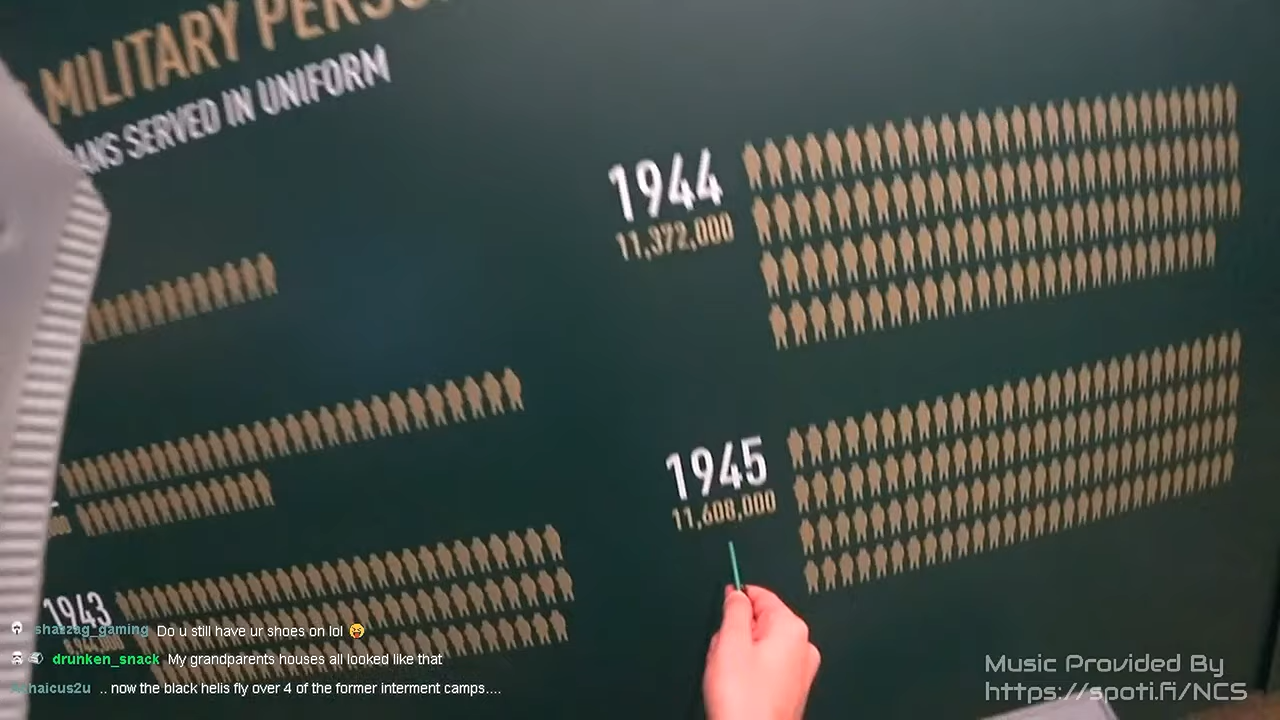 MILITARY
SERVED IN UNIFORM
1944
11,372,000
1945
11,608,000
1943
shazzag_gaming Do u still have ur shoes on lol 😝
drunken_snack My grandparents houses all looked like that
.. now the black helis fly over 4 of the former interment camps....
Music Provided By
https://spoti.fi/NCS